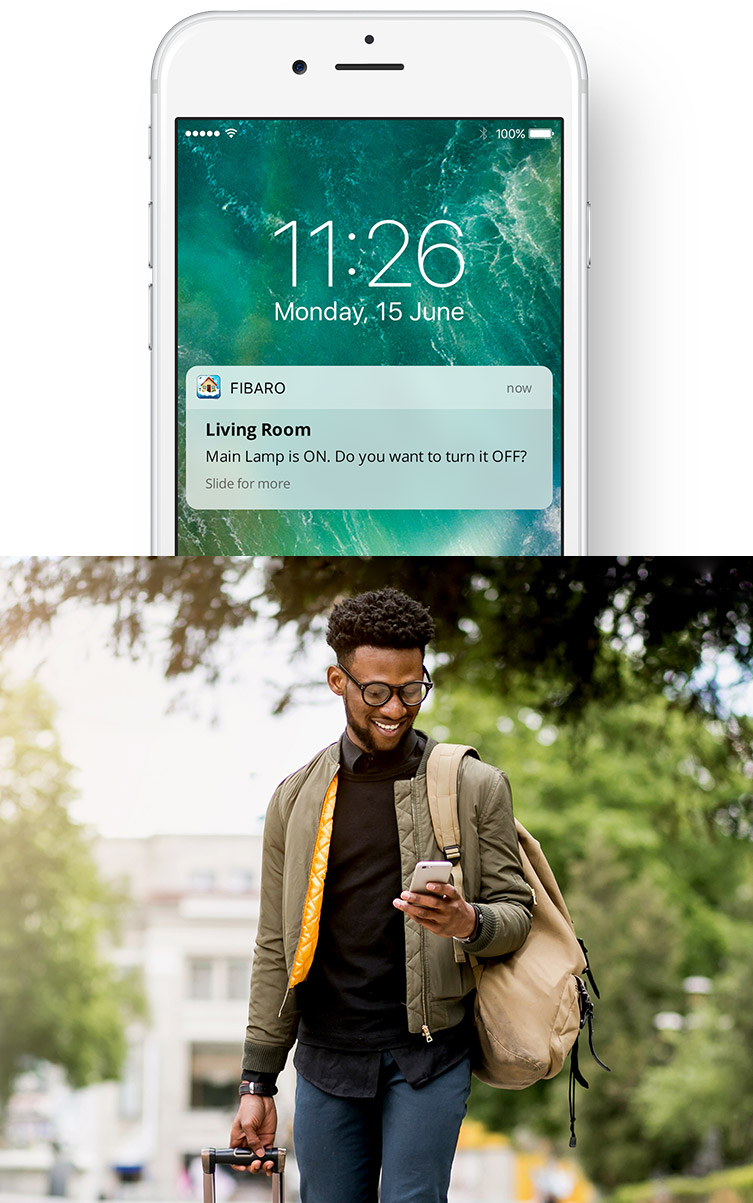 100%
11:26
Monday, 15 June
FIBARO now
Living Room
Main Lamp is ON. Do you want to turn it OFF?
Slide for more